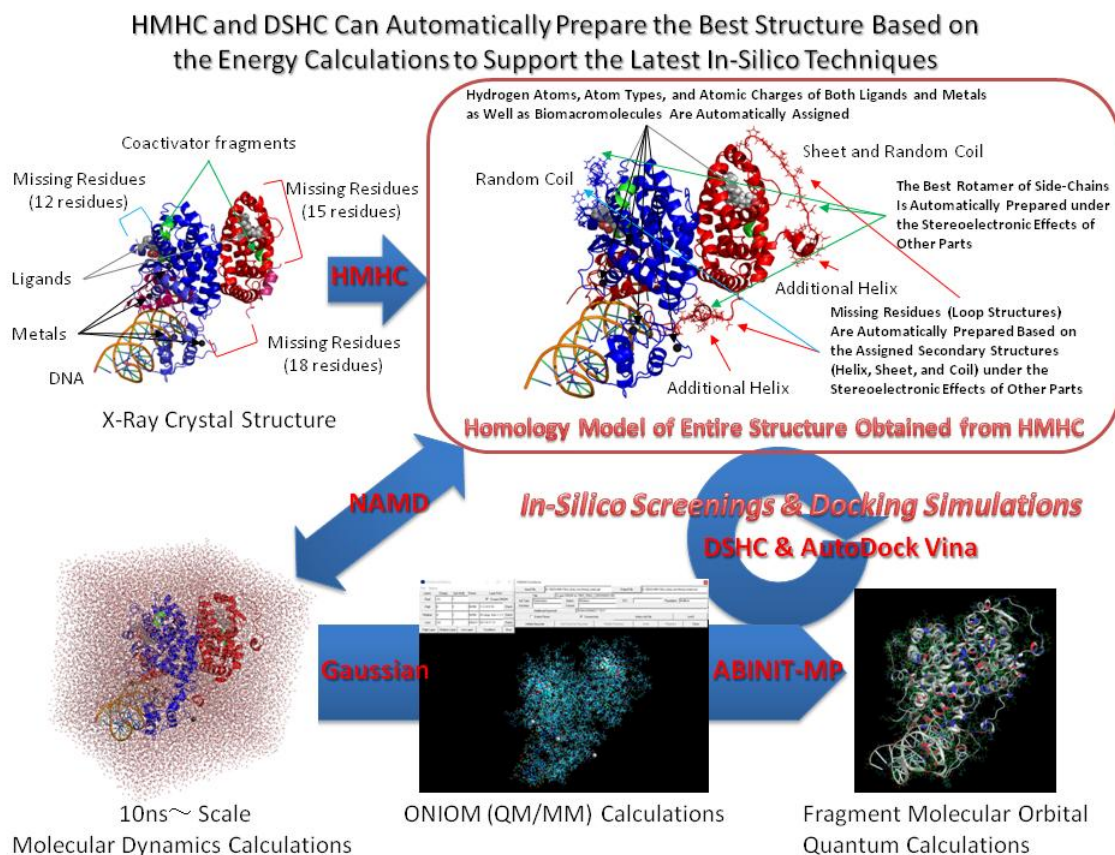 HMHC and DSHC Can Automatically Prepare the Best Structure Based on
the Energy Calculations to Support the Latest In-Silico Techniques
Coactivator fragments
Missing Residues
(12 residues)
Missing Residues
(15 residues)
Ligands
Metals
DNA
Missing Residues
(18 residues)
X-Ray Crystal Structure
HMHC
Hydrogen Atoms, Atom Types, and Atomic Charges of Both Ligands and Metals
as Well as Biomacromolecules Are Automatically Assigned
Random Coil
Sheet and Random Coil
The Best Rotamer of Side-Chains
Is Automatically Prepared under
the Stereoelectronic Effects of
Other Parts
Additional Helix
Missing Residues (Loop Structures)
Are Automatically Prepared Based on
the Assigned Secondary Structures
(Helix, Sheet, and Coil) under the
Stereoelectronic Effects of Other Parts
Additional Helix
Homology Model of Entire Structure Obtained from HMHC
NAMD
In-Silico Screenings & Docking Simulations
DSHC & AutoDock Vina
Gaussian
ABINIT-MP
10ns～ Scale
Molecular Dynamics Calculations
ONIOM (QM/MM) Calculations
Fragment Molecular Orbital
Quantum Calculations